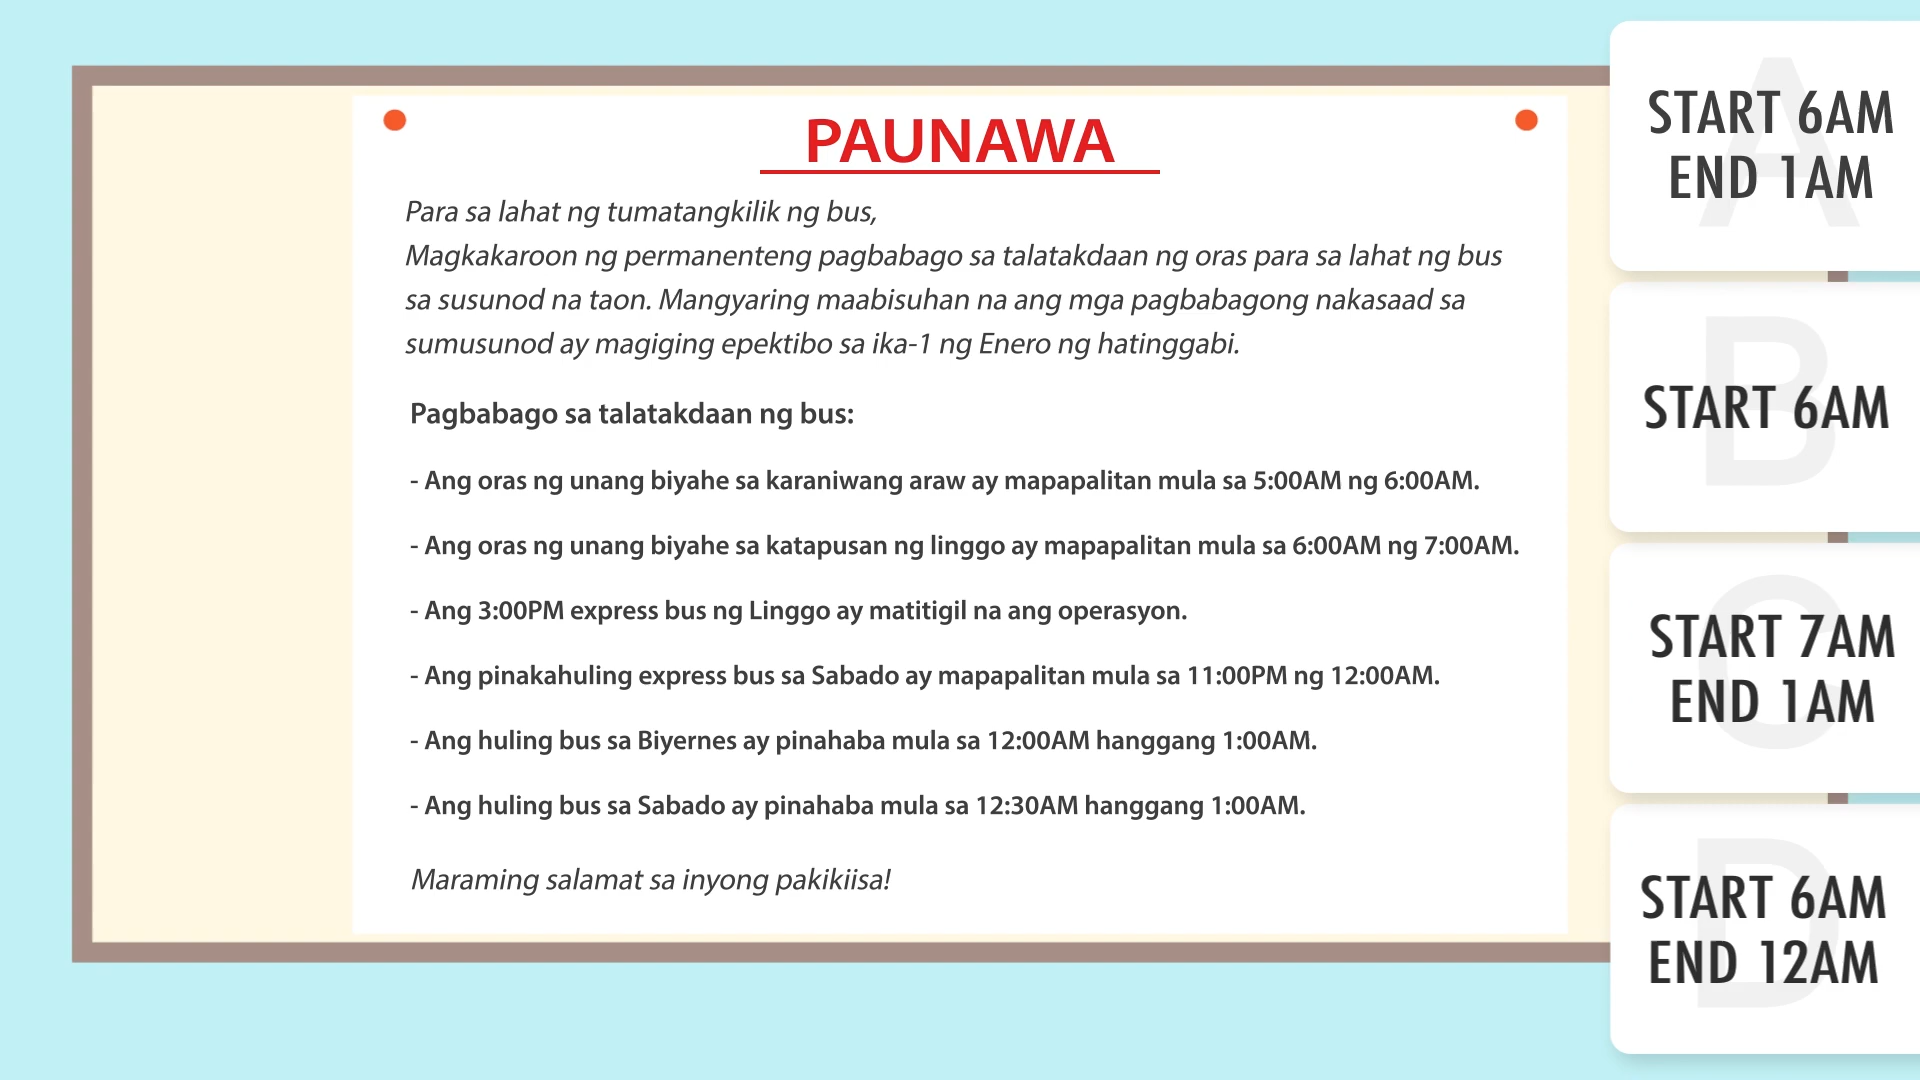 PAUNAWA
Para sa lahat ng tumatangkilik ng bus,
Magkakaroon ng permanenteng pagbabago sa talatakdaan ng oras para sa lahat ng bus
sa susunod na taon. Mangyaring maabisuhan na ang mga pagbabagong nakasaad sa
sumusunod ay magiging epektibo sa ika-1 ng Enero ng hatinggabi.
Pagbabago sa talatakdaan ng bus:
- Ang oras ng unang biyahe sa karaniwang araw ay mapapalitan mula sa 5:00AM ng 6:00AM.
- Ang oras ng unang biyahe sa katapusan ng linggo ay mapapalitan mula sa 6:00AM ng 7:00AM.
- Ang 3:00PM express bus ng Linggo ay matitigil na ang operasyon.
- Ang pinakahuling express bus sa Sabado ay mapapalitan mula sa 11:00PM ng 12:00AM.
- Ang huling bus sa Biyernes ay pinahaba mula sa 12:00AM hanggang 1:00AM.
- Ang huling bus sa Sabado ay pinahaba mula sa 12:30AM hanggang 1:00AM.
Maraming salamat sa inyong pakikiisa!
A
START 6AM
END 1AM
B
START 6AM
C
START 7AM
END 1AM
D
START 6AM
END 12AM